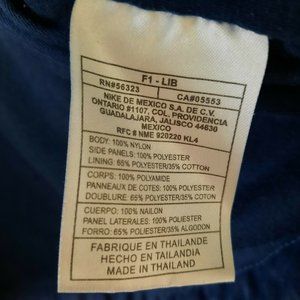 F1 - LIB
RN#56323 CA#05553
NIKE DE MEXICO S.A. DE C.V.
ONTARIO #1107, COL. PROVIDENCIA
GUADALAJARA, JALISCO 44630
MEXICO
RFC # NME 920220 KL4
BODY: 100% NYLON
SIDE PANELS: 100% POLYESTER
LINING: 65% POLYESTER/35% COTTON
CORPS: 100% POLYAMIDE
PANNEAUX DE COTES: 100% POLYESTER
DOUBLURE: 65% POLYESTER/35% COTON
CUERPO: 100% NAILON
PANEL LATERALES: 100% POLYESTER
FORRO: 65% POLIESTER/35% ALGODON
FABRIQUE EN THAILANDE
HECHO EN TAILANDIA
MADE IN THAILAND